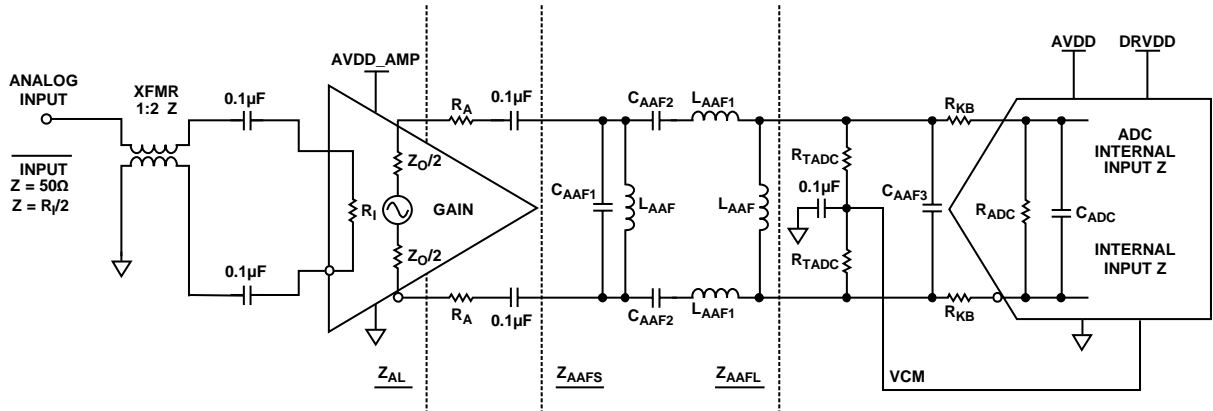 ANALOG
INPUT
XFMR
1:2 Z
0.1µF
INPUT
Z = 50Ω
Z = R_I/2
0.1µF
AVDD_AMP
R_I
Z_O/2
GAIN
Z_O/2
R_A
0.1µF
R_A
0.1µF
Z_AL
Z_AAFS
Z_AAFL
C_AAF1
L_AAF
C_AAF2
L_AAF1
C_AAF2
L_AAF1
L_AAF
R_TADC
0.1µF
R_TADC
C_AAF3
R_KB
R_KB
VCM
AVDD
DRVDD
ADC
INTERNAL
INPUT Z
R_ADC
C_ADC
INTERNAL
INPUT Z